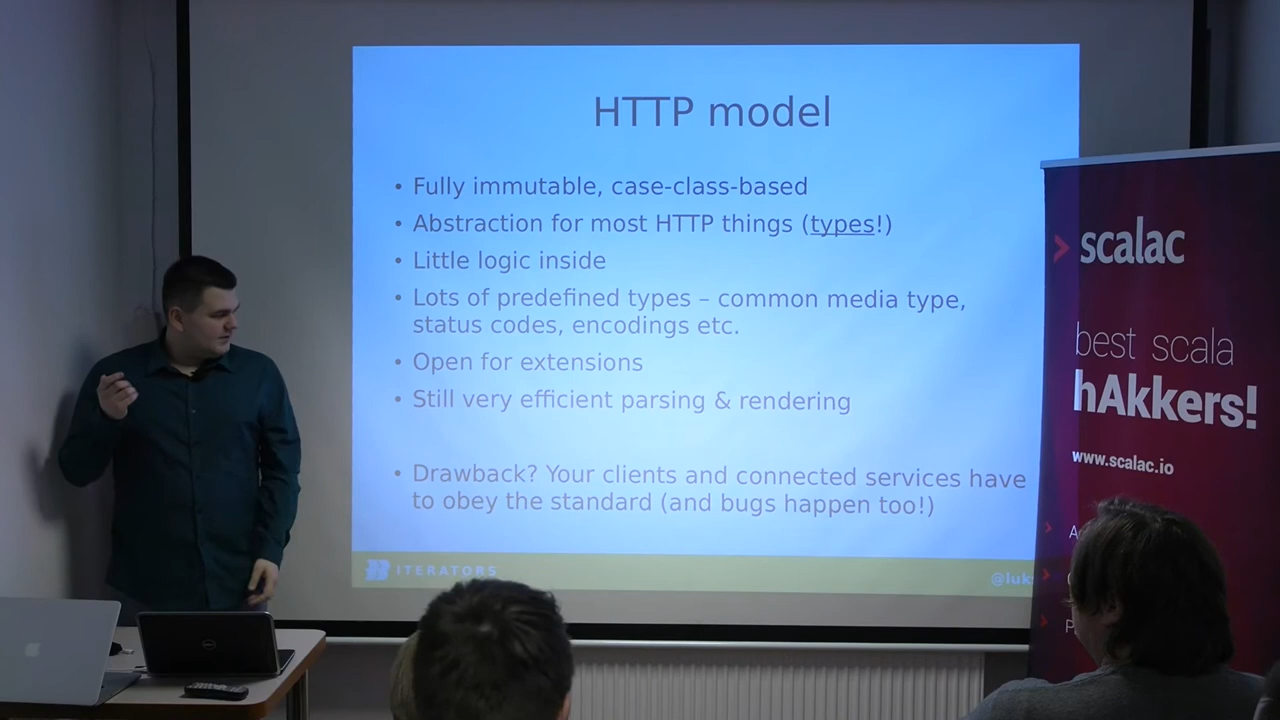 HTTP model
• Fully immutable, case-class-based
• Abstraction for most HTTP things (types!)
• Little logic inside
• Lots of predefined types – common media type,
status codes, encodings etc.
• Open for extensions
• Still very efficient parsing & rendering
• Drawback? Your clients and connected services have
to obey the standard (and bugs happen too!)
ITERATORS
@luks
scalac
best scala
hAkkers!
www.scalac.io